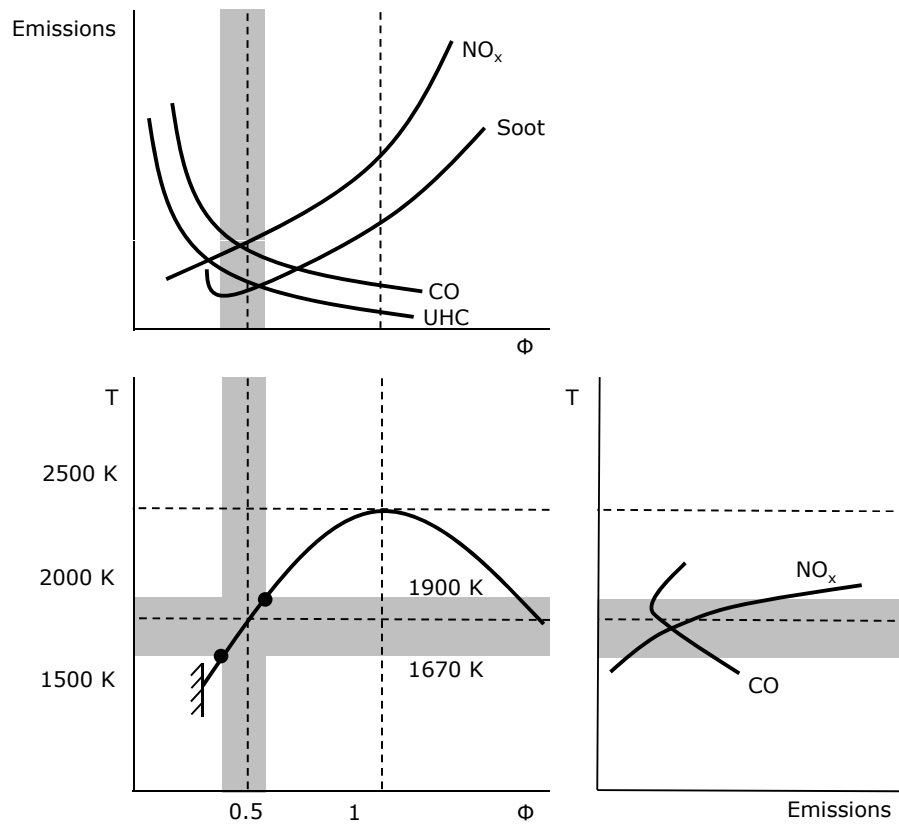 Emissions
NOₓ
Soot
CO
UHC
Φ
T
2500 K
2000 K
1500 K
1900 K
1670 K
0.5
1
Φ
T
NOₓ
CO
Emissions